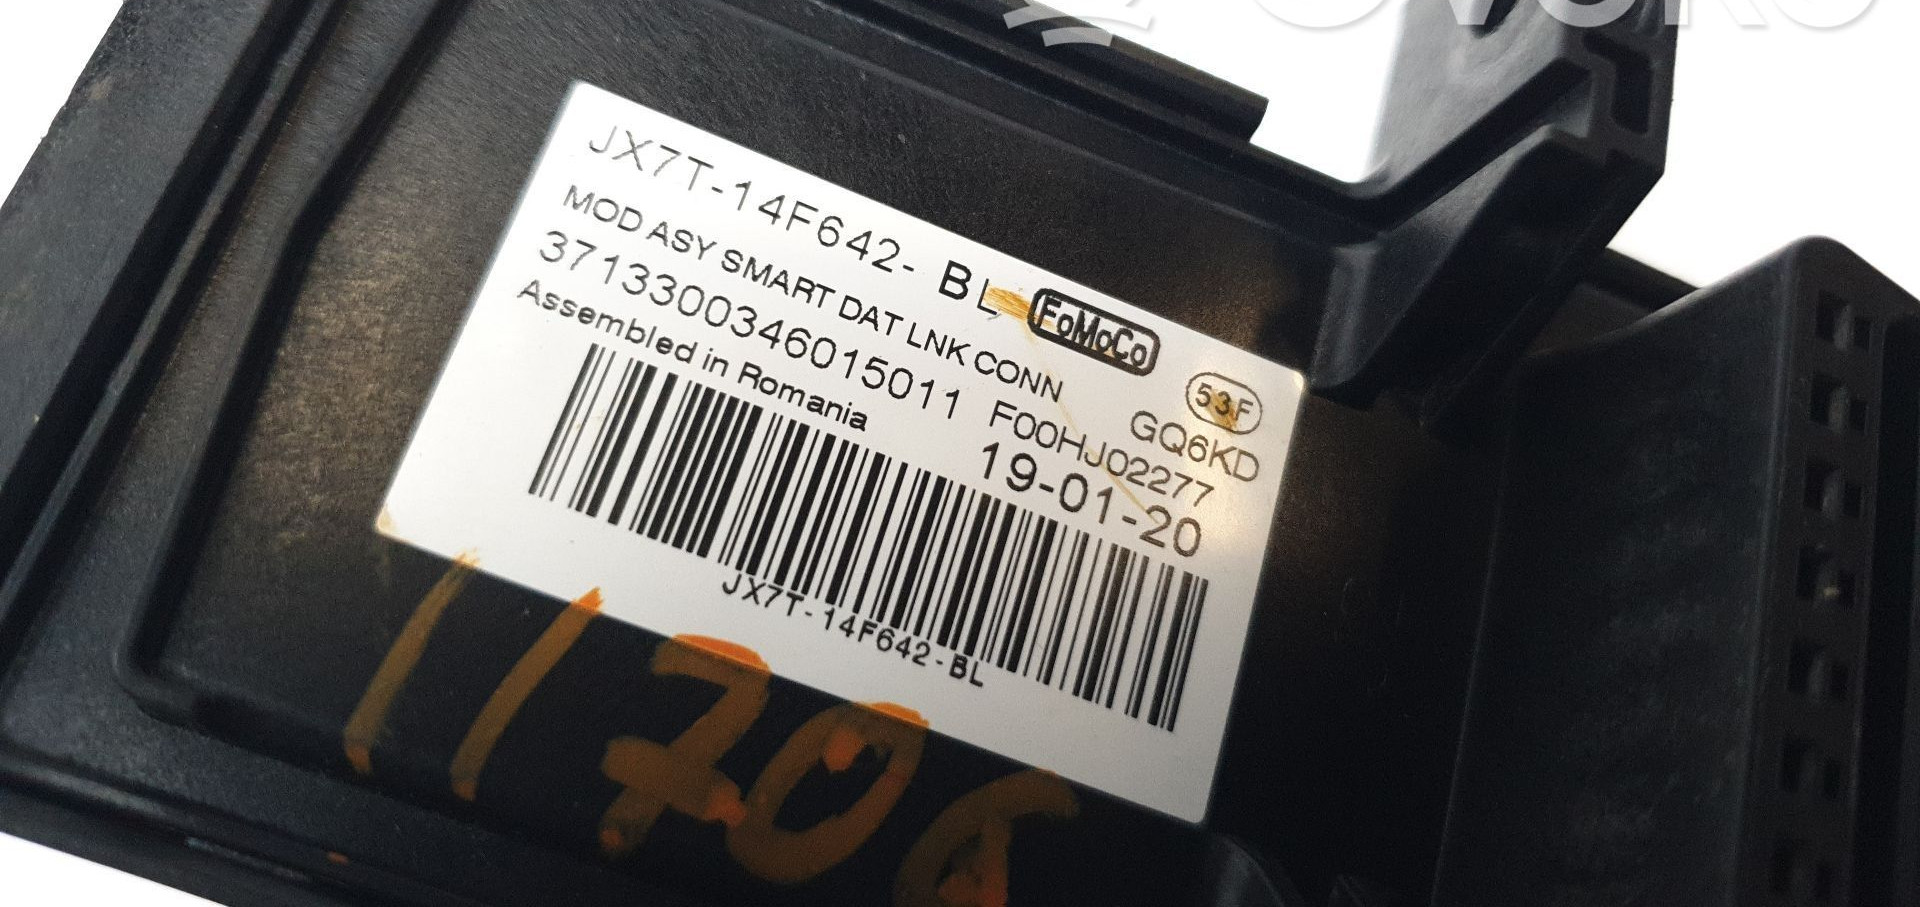 JX7T-14F642- BL FoMoCo
MOD ASY SMART DAT LNK CONN 53F
371330034601501 1 GQ6KD
Assembled in Romania F00HJ02277
19-01-20
JX7T-14F642-BL
11706